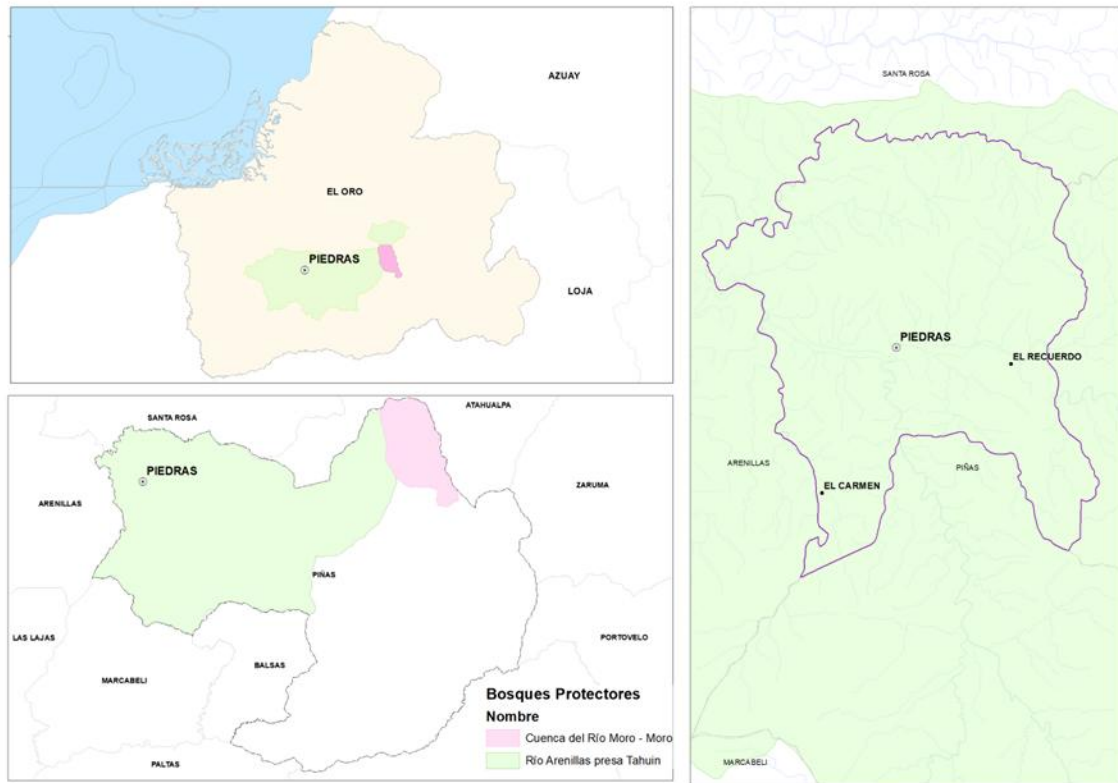 AZUAY
EL ORO
PIEDRAS
LOJA
SANTA ROSA
ATAHUALPA
PIEDRAS
ARENILLAS
ZARUMA
PIÑAS
LAS LAJAS
PORTOVELO
BALSAS
MARCABELI
PALTAS
Bosques Protectores
Nombre
Cuenca del Río Moro - Moro
Río Arenillas presa Tahuin
SANTA ROSA
PIEDRAS
EL RECUERDO
ARENILLAS
PIÑAS
EL CARMEN
MARCABELI